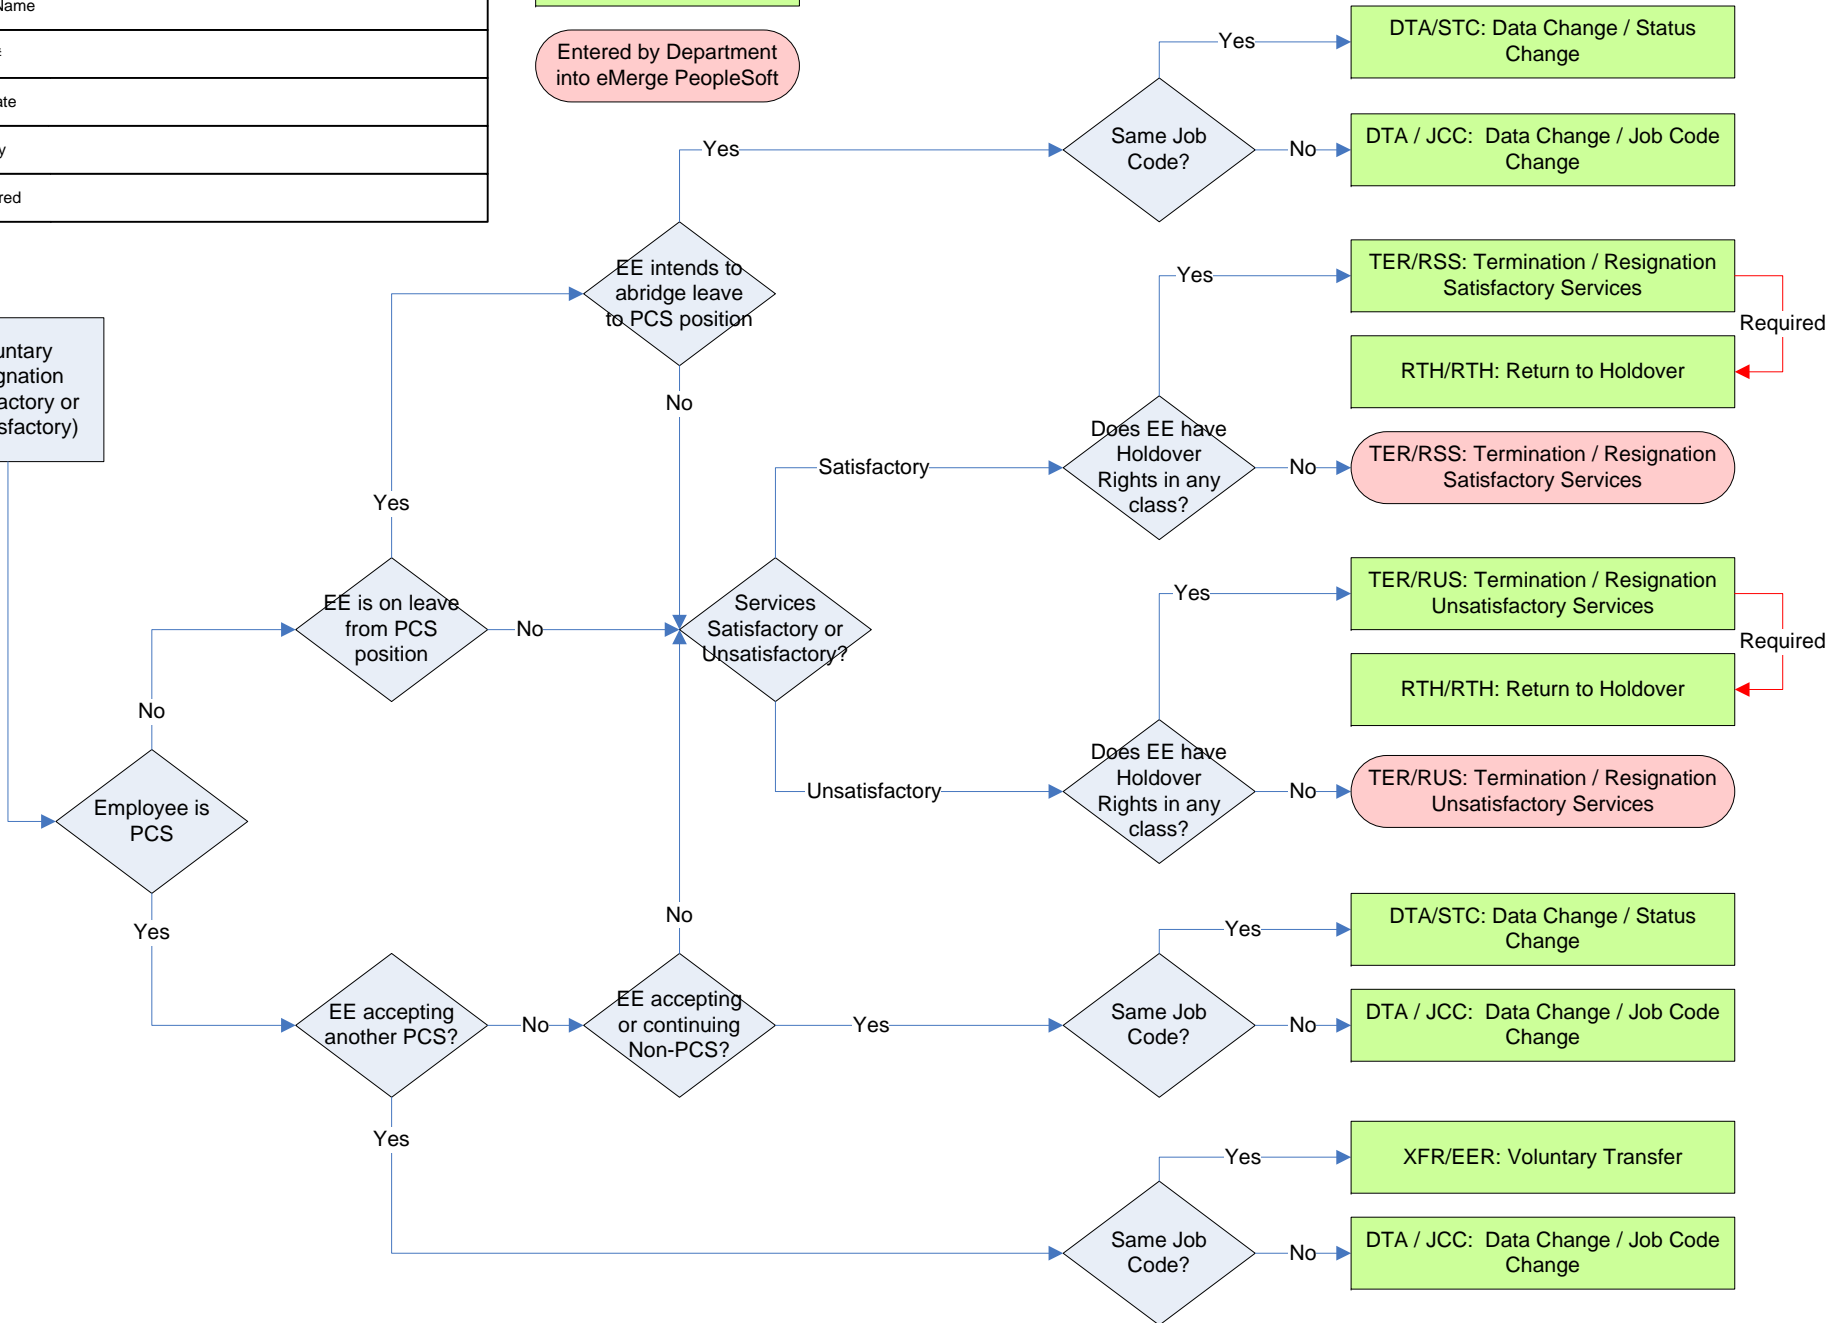 Name
Entered by Department
into eMerge PeopleSoft
Yes
DTA/STC: Data Change / Status
Change
Same Job
Code?
No
DTA / JCC:  Data Change / Job Code
Change
Yes
EE intends to
abridge leave
to PCS position
Yes
TER/RSS: Termination / Resignation
Satisfactory Services
Required
RTH/RTH: Return to Holdover
No
Does EE have
Holdover
Rights in any
class?
Satisfactory
No
TER/RSS: Termination / Resignation
Satisfactory Services
Yes
EE is on leave
from PCS
position
No
Services
Satisfactory or
Unsatisfactory?
Yes
TER/RUS: Termination / Resignation
Unsatisfactory Services
Required
RTH/RTH: Return to Holdover
No
Employee is
PCS
Unsatisfactory
Does EE have
Holdover
Rights in any
class?
No
TER/RUS: Termination / Resignation
Unsatisfactory Services
Yes
EE accepting
another PCS?
No
EE accepting
or continuing
Non-PCS?
No
Yes
Same Job
Code?
Yes
DTA/STC: Data Change / Status
Change
No
DTA / JCC:  Data Change / Job Code
Change
Yes
Same Job
Code?
Yes
XFR/EER: Voluntary Transfer
No
DTA / JCC:  Data Change / Job Code
Change